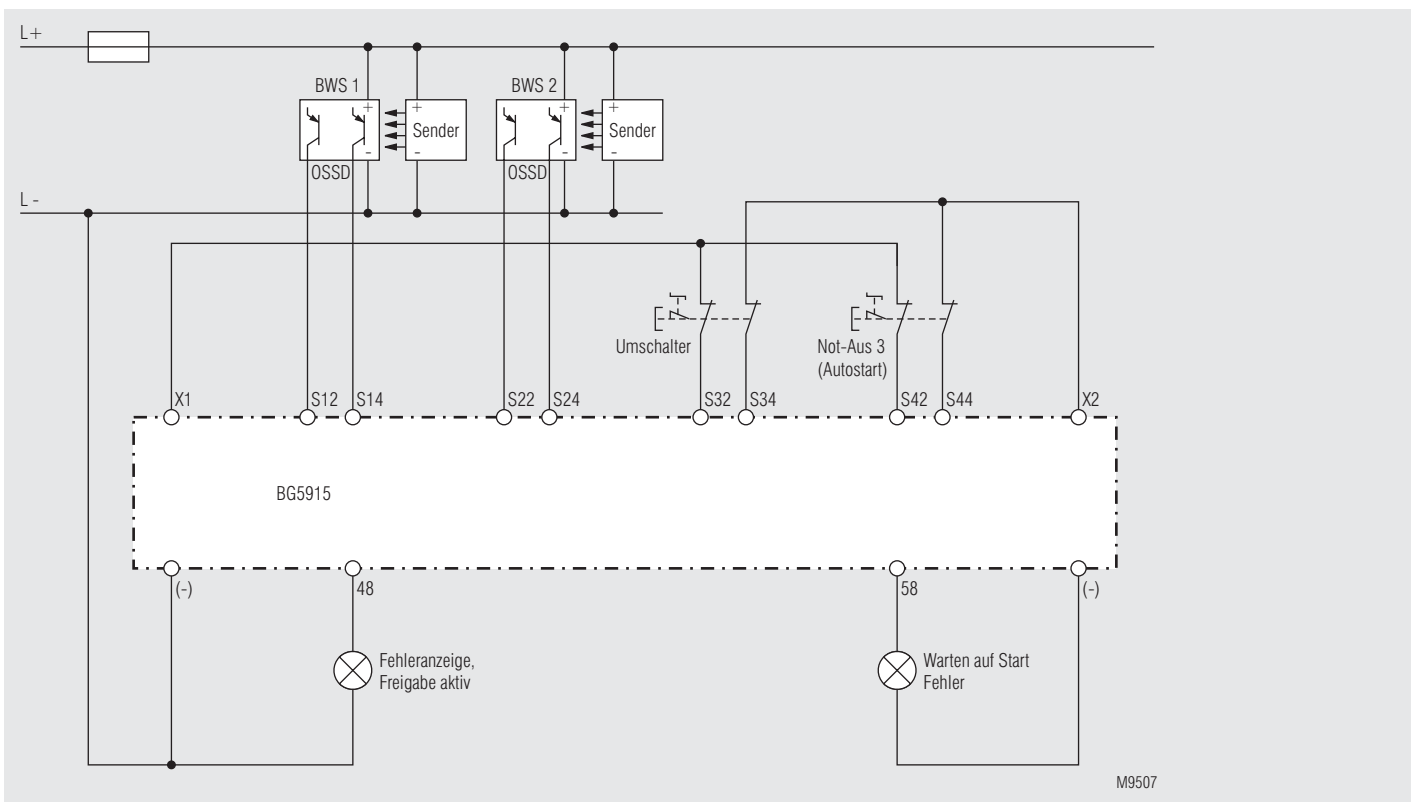 L+
BWS 1
BWS 2
+
+
Sender
+
+
Sender
-
-
-
-
OSSD
OSSD
L -
Umschalter
Not-Aus 3
(Autostart)
X1
S12
S14
S22
S24
S32
S34
S42
S44
X2
BG5915
(-)
48
58
(-)
Fehleranzeige,
Freigabe aktiv
Warten auf Start
Fehler
M9507